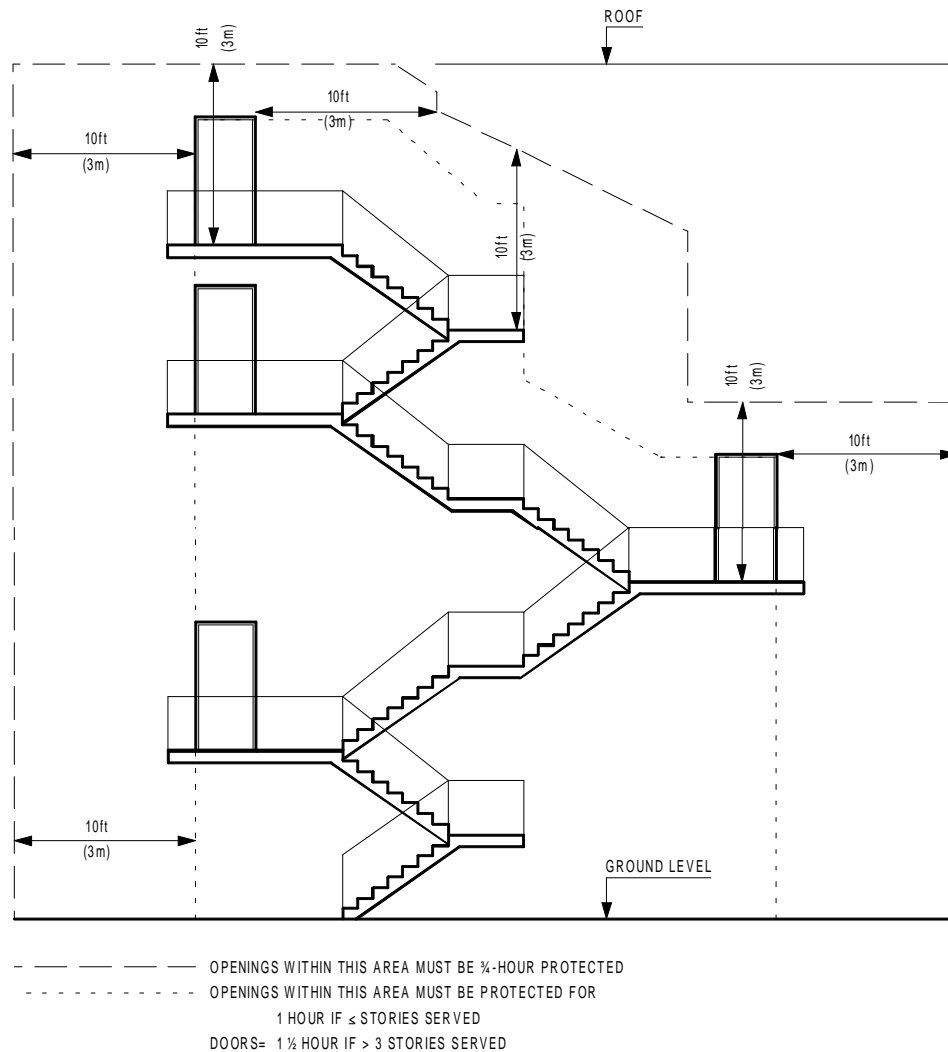 ROOF
10ft
(3m)
10ft
(3m)
10ft
(3m)
10ft
(3m)
10ft
(3m)
10ft
(3m)
10ft
(3m)
GROUND LEVEL
OPENINGS WITHIN THIS AREA MUST BE ¾-HOUR PROTECTED
OPENINGS WITHIN THIS AREA MUST BE PROTECTED FOR
1 HOUR IF ≤ STORIES SERVED
DOORS= 1 ½ HOUR IF > 3 STORIES SERVED